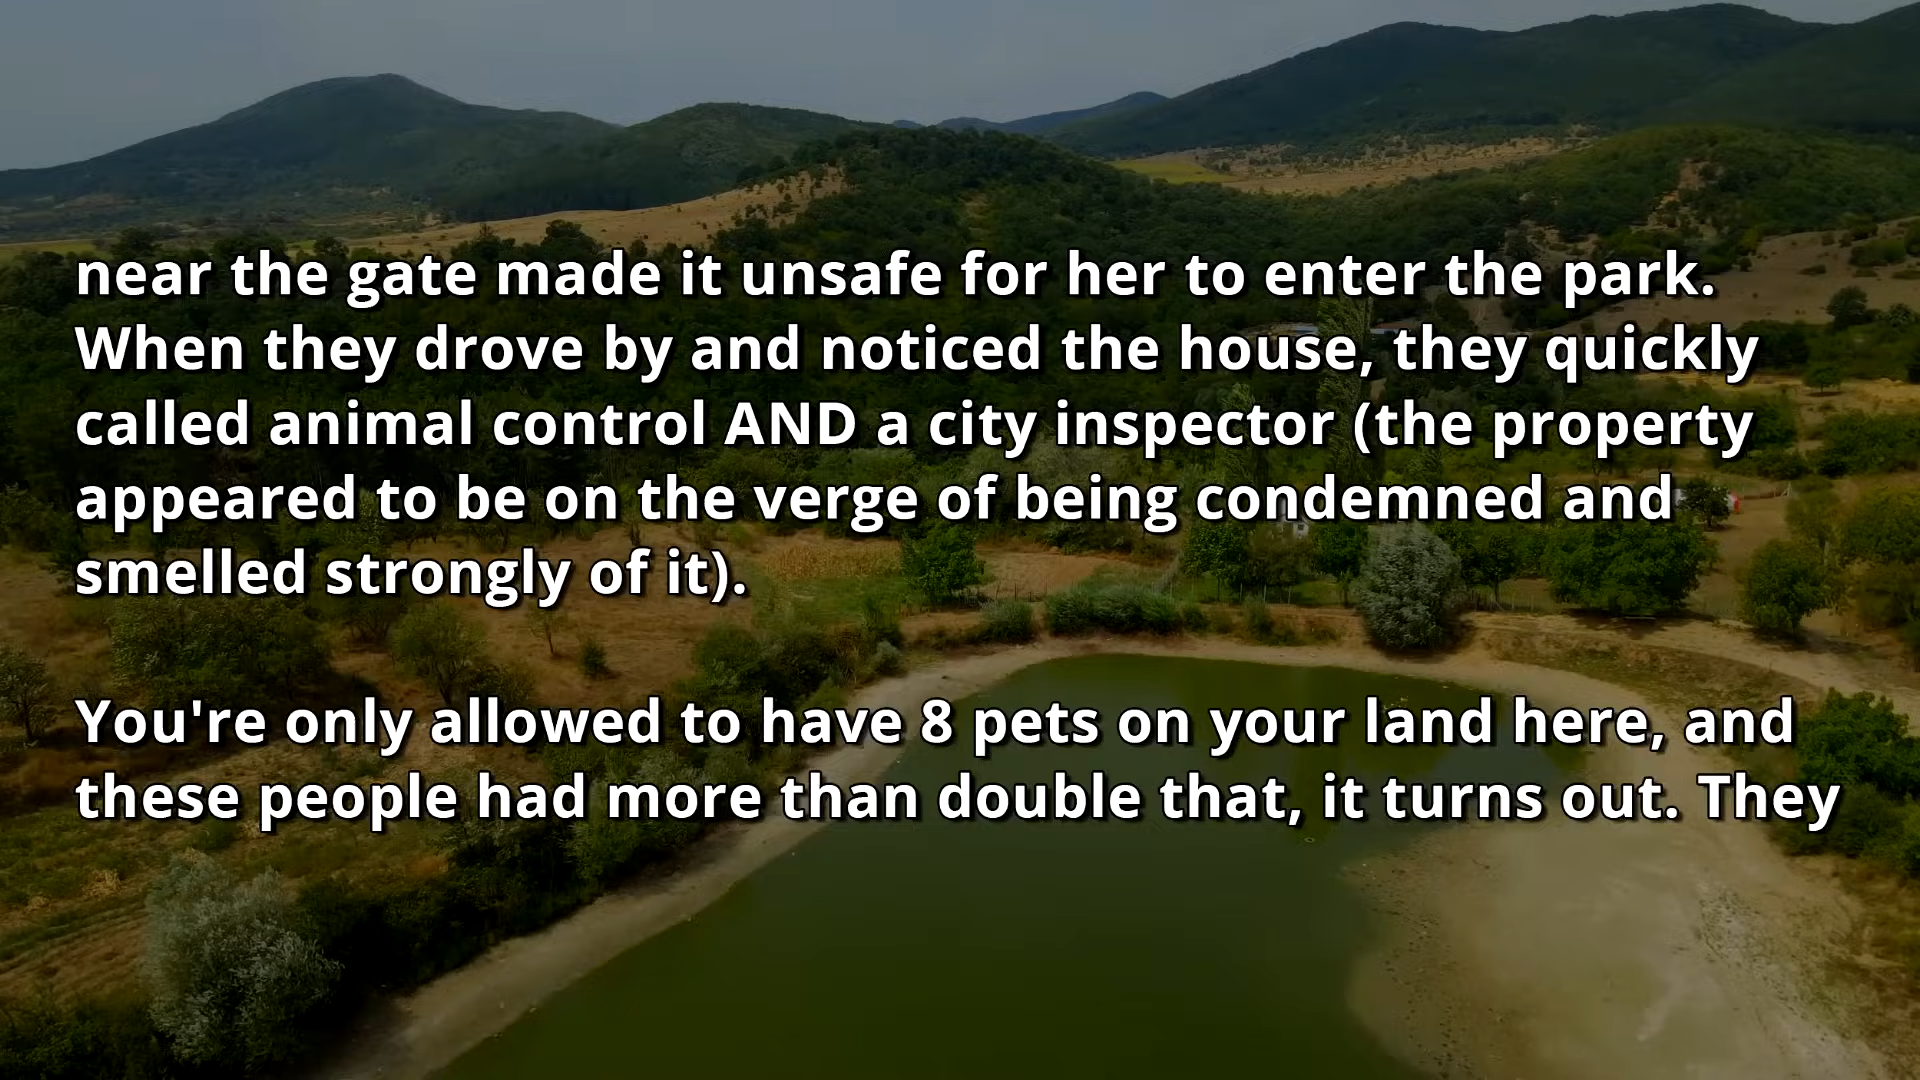 near the gate made it unsafe for her to enter the park.
When they drove by and noticed the house, they quickly
called animal control AND a city inspector (the property
appeared to be on the verge of being condemned and
smelled strongly of it).
You're only allowed to have 8 pets on your land here, and
these people had more than double that, it turns out. They